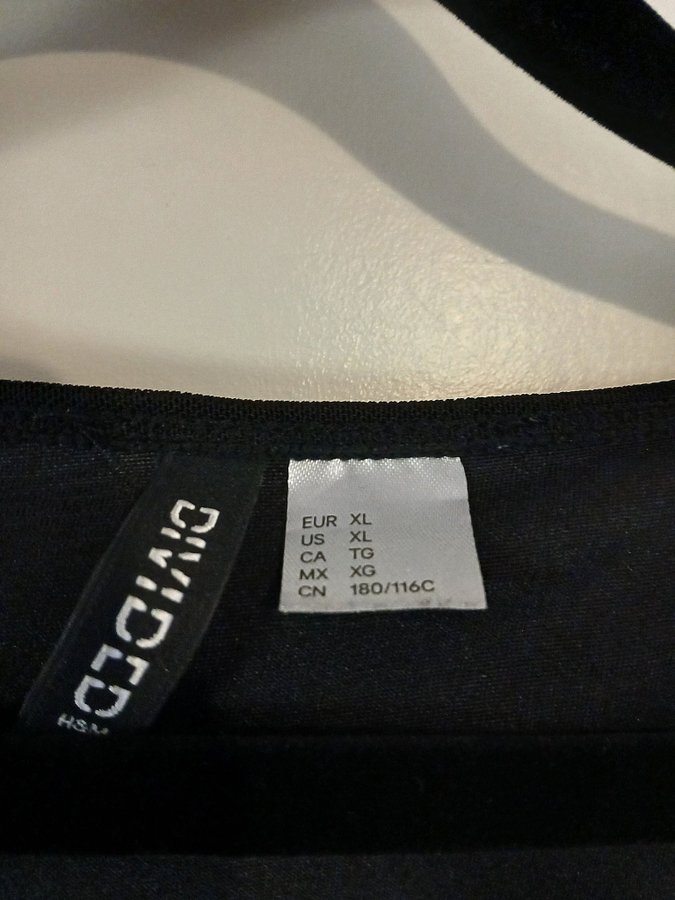 DIVIDED
H&M
EUR XL
US XL
CA TG
MX XG
CN 180/116C